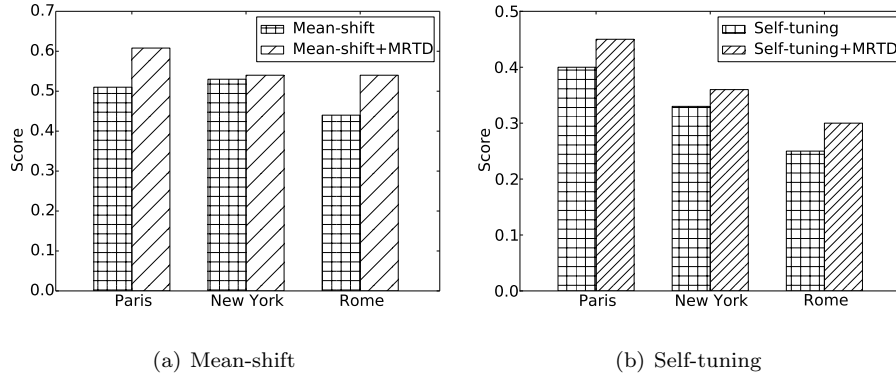 0.7
0.6
0.5
0.4
0.3
0.2
0.1
0.0
Score
Mean-shift
Mean-shift+MRTD
Paris New York Rome
(a) Mean-shift
0.5
0.4
0.3
0.2
0.1
0.0
Score
Self-tuning
Self-tuning+MRTD
Paris New York Rome
(b) Self-tuning